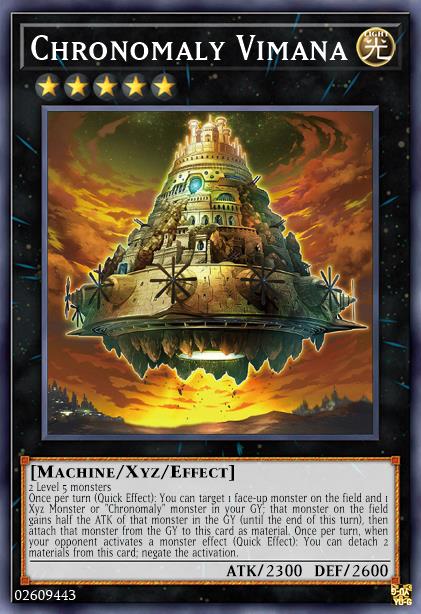 CHRONOMALY VIMANA
LIGHT
光
[MACHINE/XYZ/EFFECT]
2 Level 5 monsters
Once per turn (Quick Effect): You can target 1 face-up monster on the field and 1
Xyz Monster or "Chronomaly" monster in your GY; that monster on the field
gains half the ATK of that monster in the GY (until the end of this turn), then
attach that monster from the GY to this card as material. Once per turn, when
your opponent activates a monster effect (Quick Effect): You can detach 2
materials from this card; negate the activation.
ATK/2300 DEF/2600
02609443